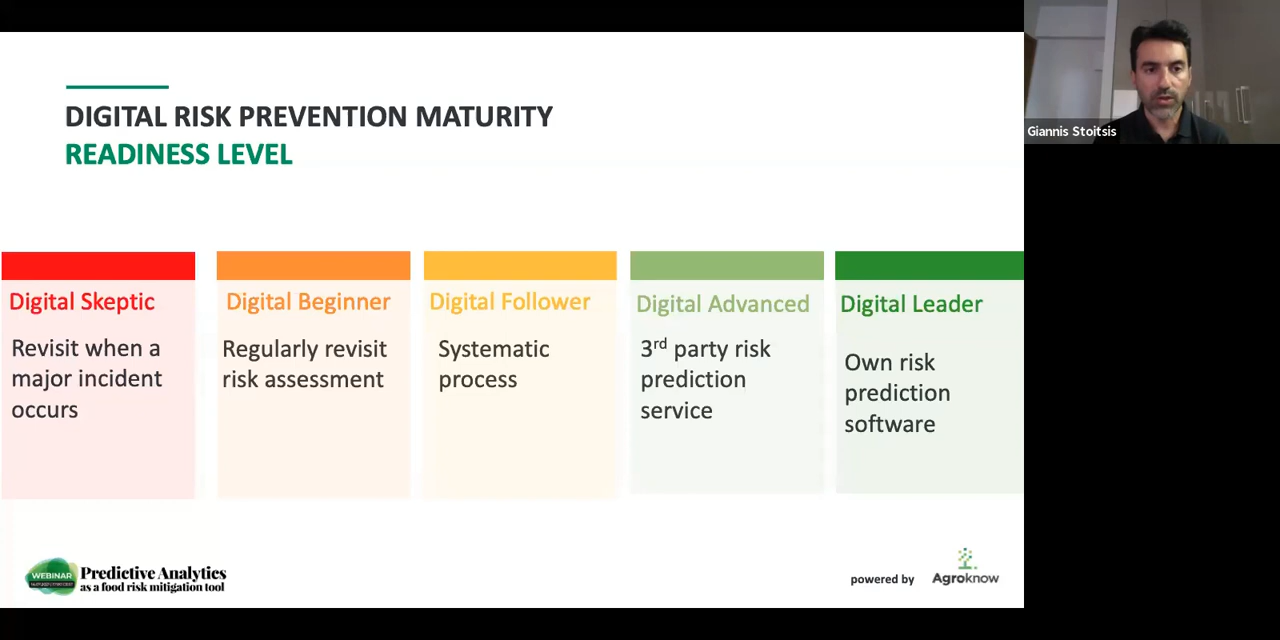 DIGITAL RISK PREVENTION MATURITY
READINESS LEVEL
Giannis Stoitsis
Digital Skeptic
Revisit when a
major incident
occurs
Digital Beginner
Regularly revisit
risk assessment
Digital Follower
Systematic
process
Digital Advanced
3rd party risk
prediction
service
Digital Leader
Own risk
prediction
software
WEBINAR
Predictive Analytics
as a food risk mitigation tool
powered by
Agroknow